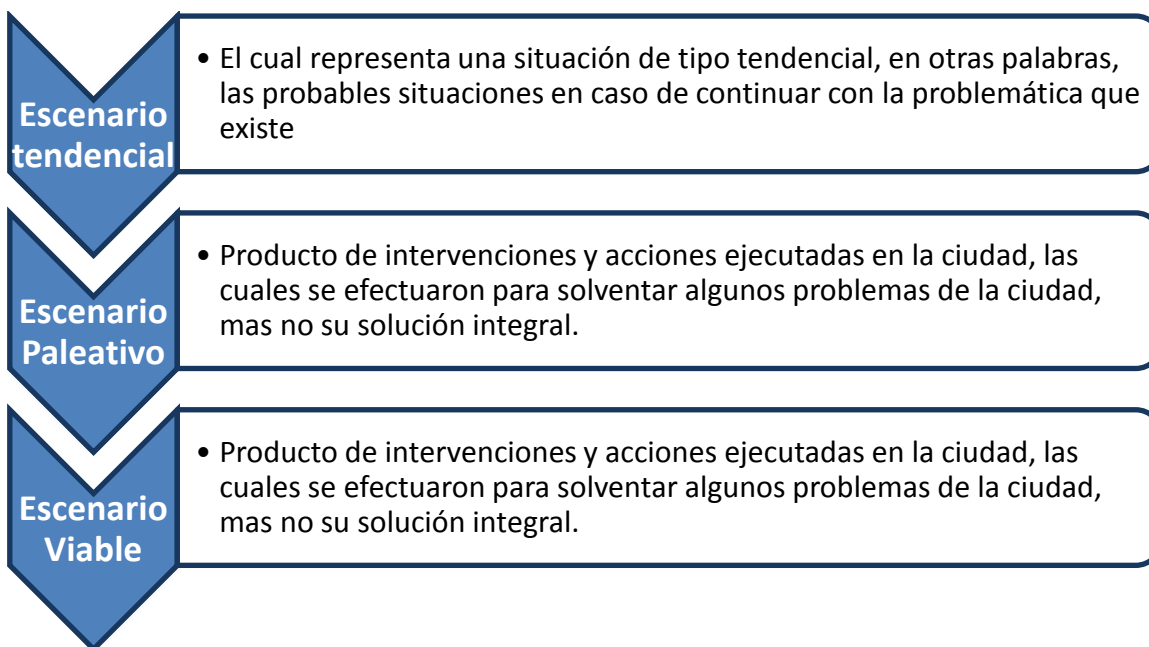 Escenario
tendencial
• El cual representa una situación de tipo tendencial, en otras palabras,
las probables situaciones en caso de continuar con la problemática que
existe
Escenario
Paleativo
• Producto de intervenciones y acciones ejecutadas en la ciudad, las
cuales se efectuaron para solventar algunos problemas de la ciudad,
mas no su solución integral.
Escenario
Viable
• Producto de intervenciones y acciones ejecutadas en la ciudad, las
cuales se efectuaron para solventar algunos problemas de la ciudad,
mas no su solución integral.